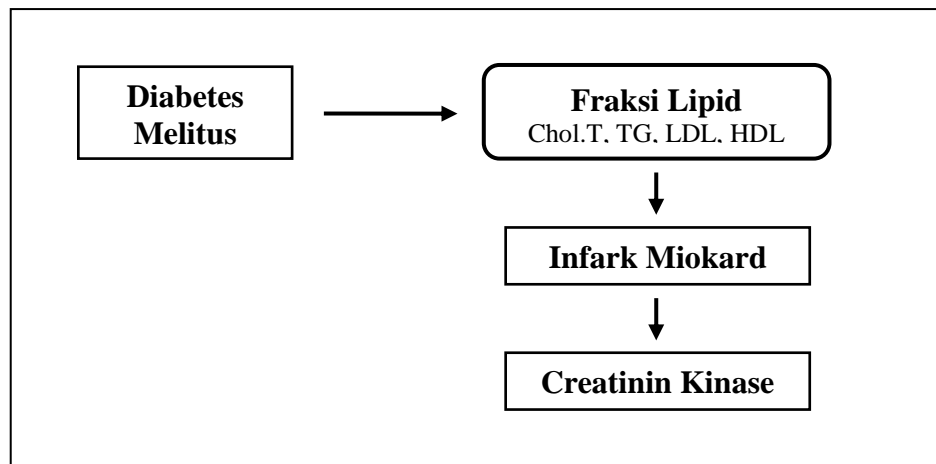 Diabetes
Melitus
Fraksi Lipid
Chol.T, TG, LDL, HDL
Infark Miokard
Creatinin Kinase